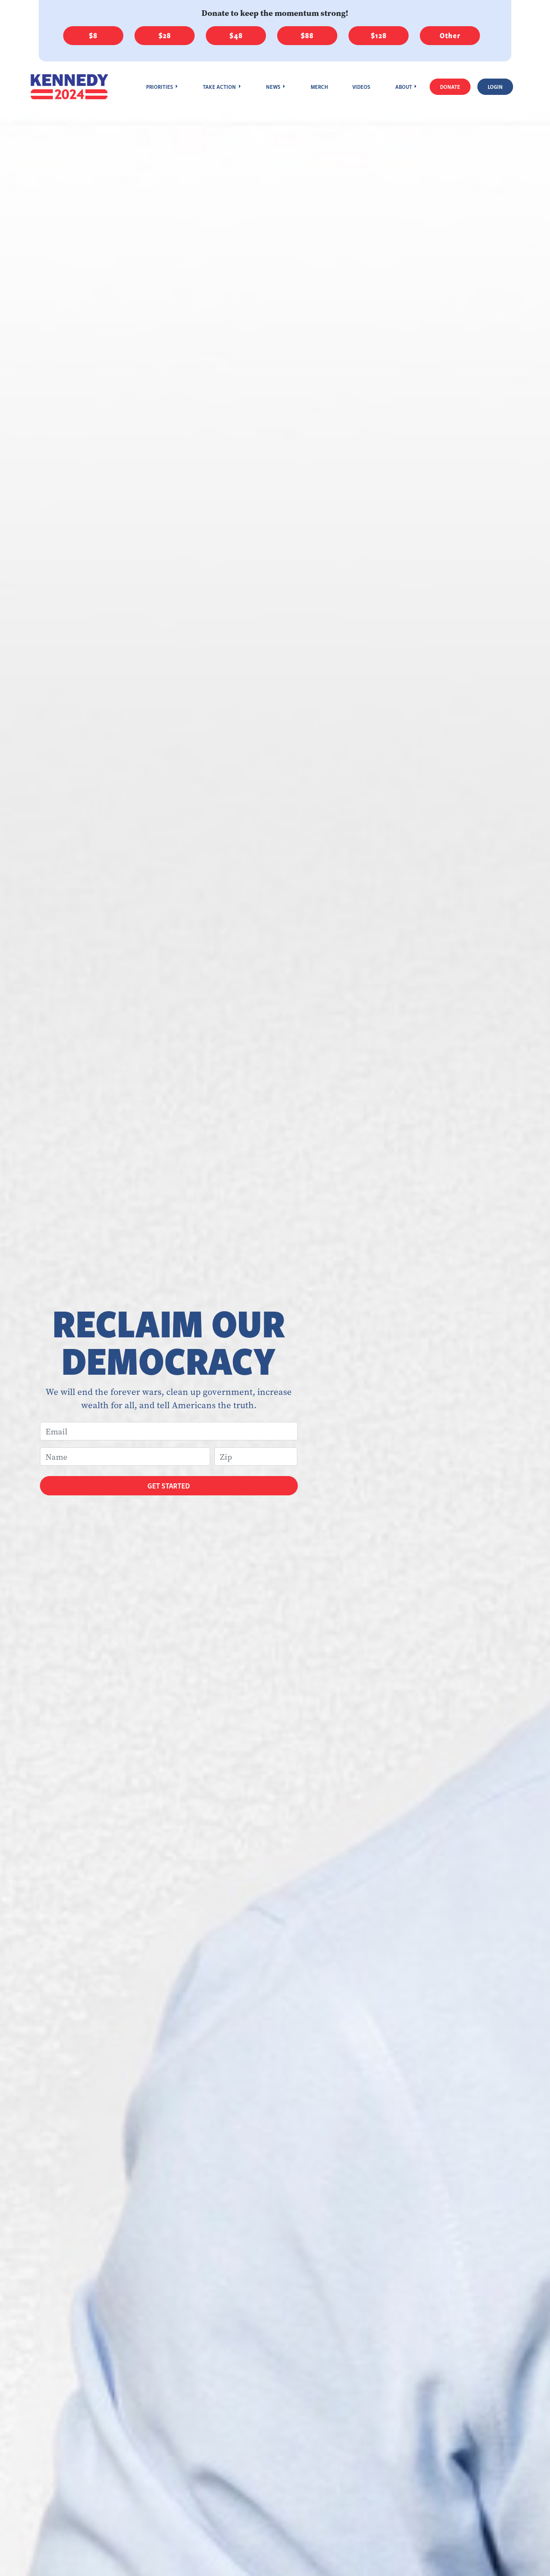 Donate to keep the momentum strong!
$8 $28 $48 $88 $128 Other
KENNEDY
2024
PRIORITIES TAKE ACTION NEWS MERCH VIDEOS ABOUT DONATE LOGIN
RECLAIM OUR
DEMOCRACY
We will end the forever wars, clean up government, increase
wealth for all, and tell Americans the truth.
Email
Name Zip
GET STARTED